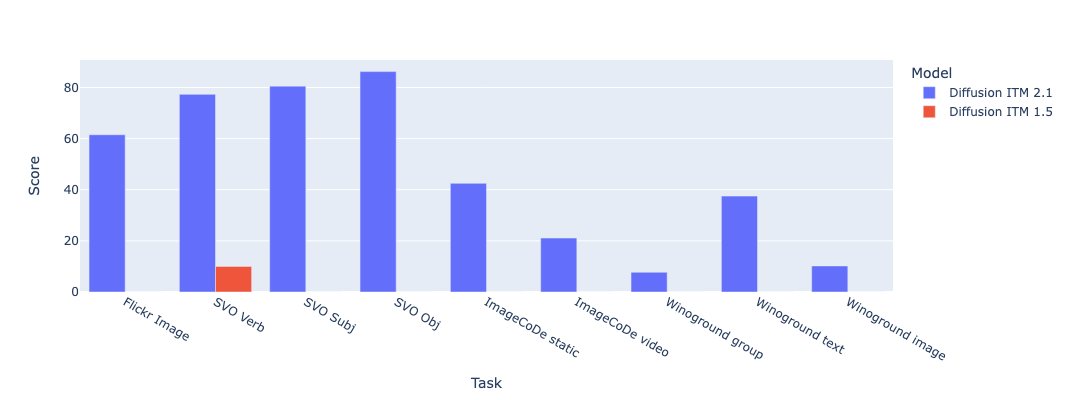 Model
Diffusion ITM 2.1
Diffusion ITM 1.5
Score
80
60
40
20
0
Flickr Image
SVO Verb
SVO Subj
SVO Obj
ImageCoDe static
ImageCoDe video
Winoground group
Winoground text
Winoground image
Task